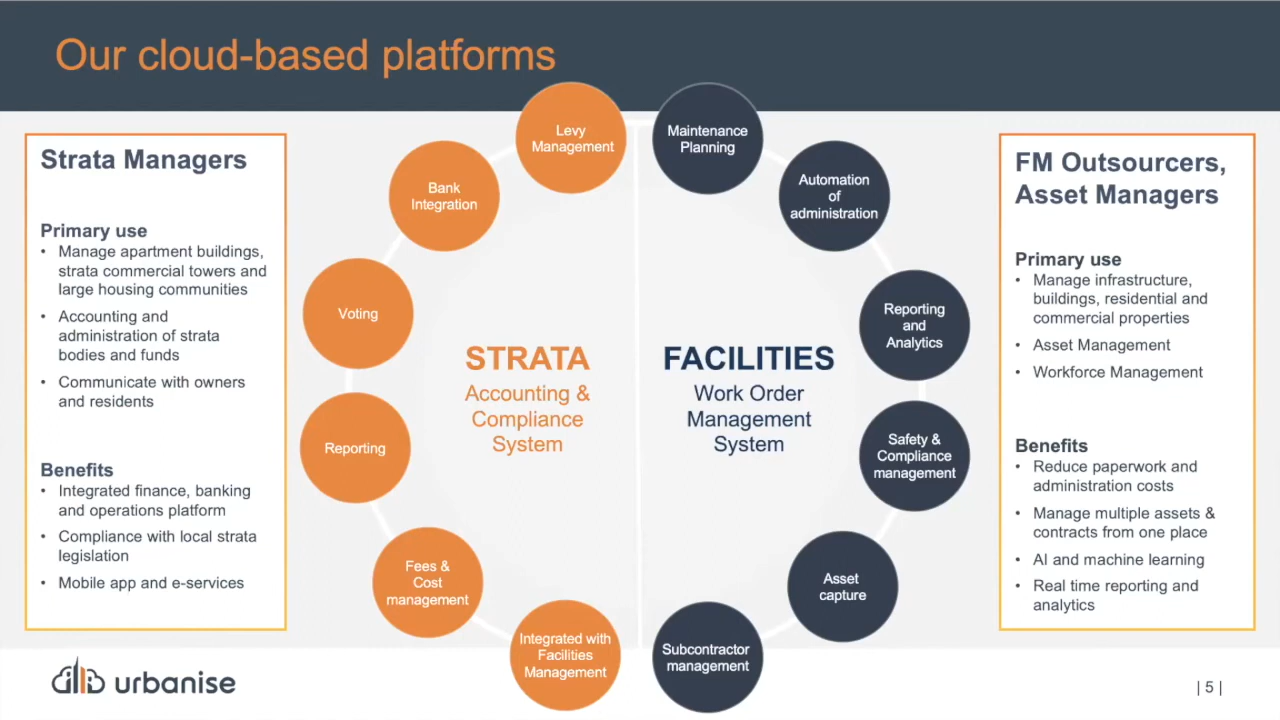 Our cloud-based platforms
Strata Managers
Primary use
• Manage apartment buildings,
strata commercial towers and
large housing communities
• Accounting and
administration of strata
bodies and funds
• Communicate with owners
and residents
Benefits
• Integrated finance, banking
and operations platform
• Compliance with local strata
legislation
• Mobile app and e-services
Levy
Management
Bank
Integration
Voting
Reporting
Fees &
Cost
management
Integrated with
Facilities
Management
STRATA
Accounting &
Compliance
System
FACILITIES
Work Order
Management
System
Maintenance
Planning
Automation
of
administration
Reporting
and
Analytics
Safety &
Compliance
management
Asset
capture
Subcontractor
management
FM Outsourcers,
Asset Managers
Primary use
• Manage infrastructure,
buildings, residential and
commercial properties
• Asset Management
• Workforce Management
Benefits
• Reduce paperwork and
administration costs
• Manage multiple assets &
contracts from one place
• AI and machine learning
• Real time reporting and
analytics
urbanise
| 5 |